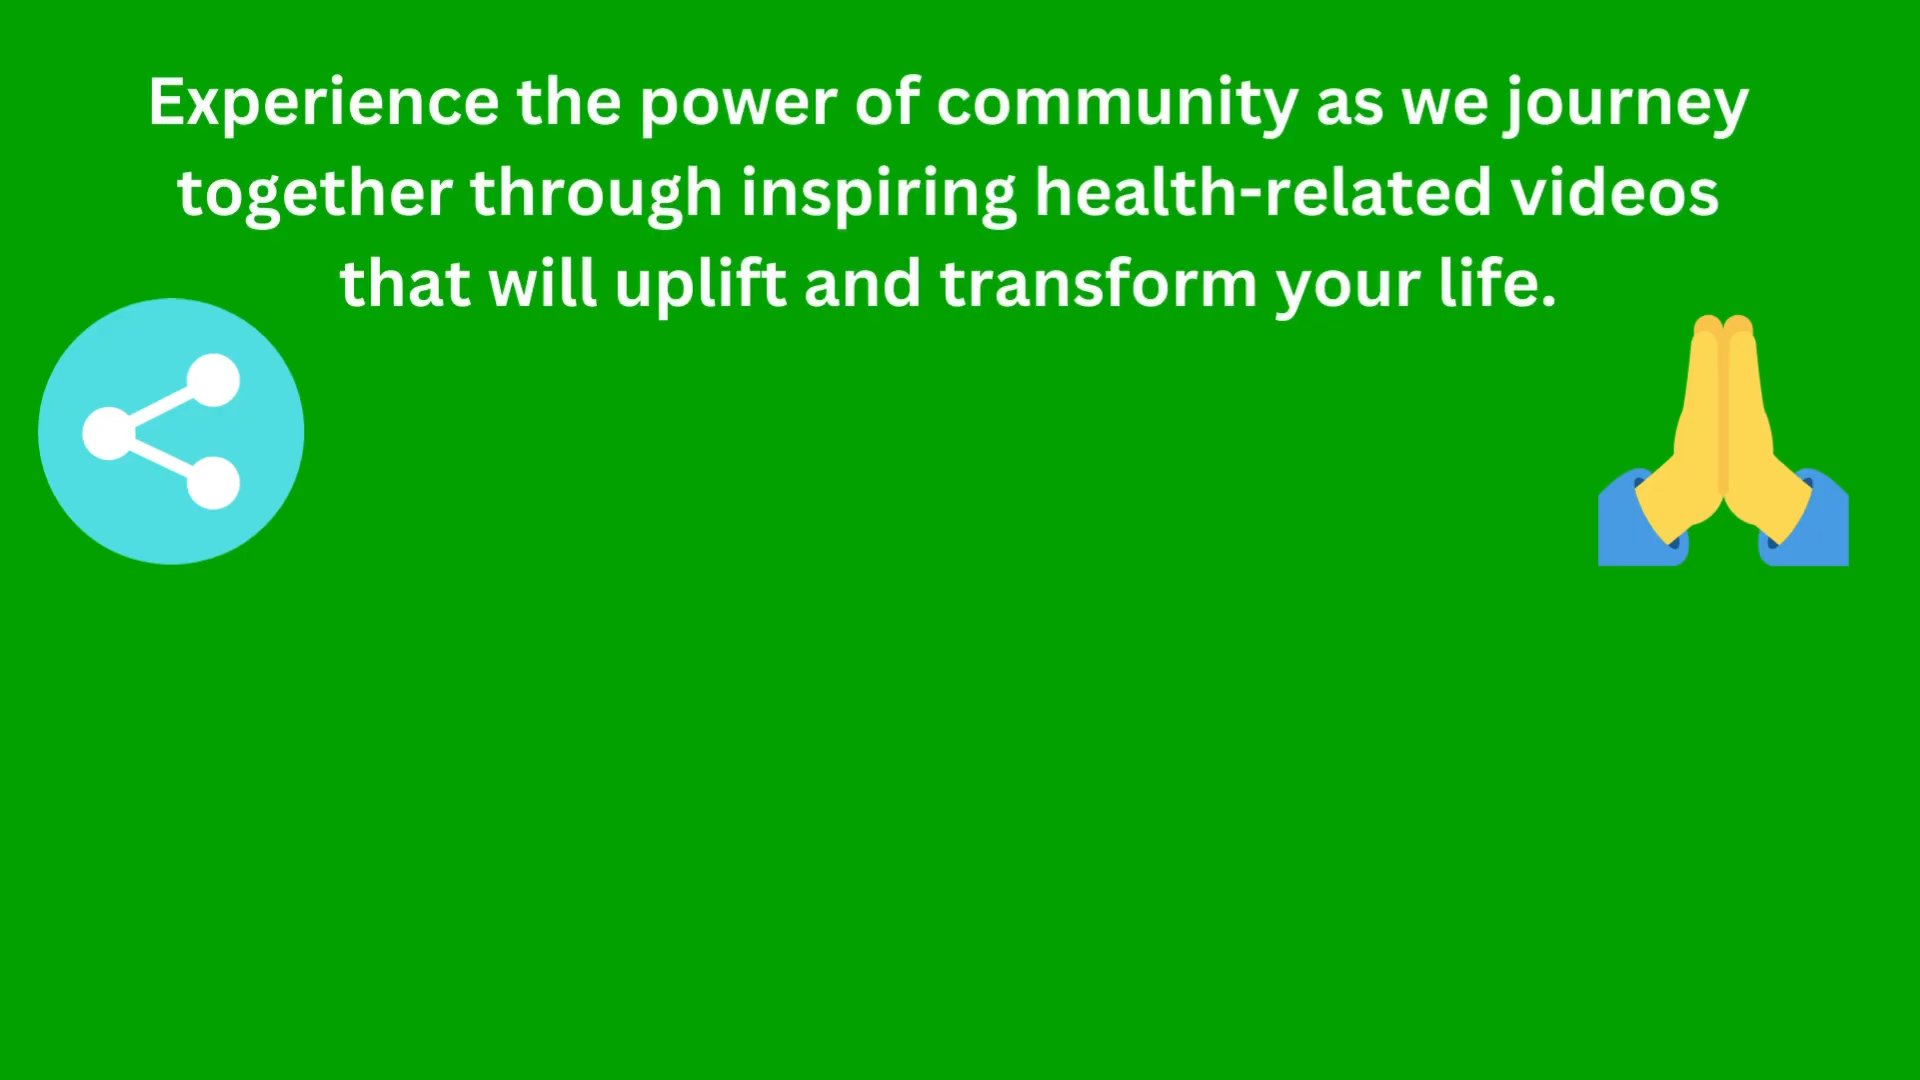 Experience the power of community as we journey
together through inspiring health-related videos
that will uplift and transform your life.